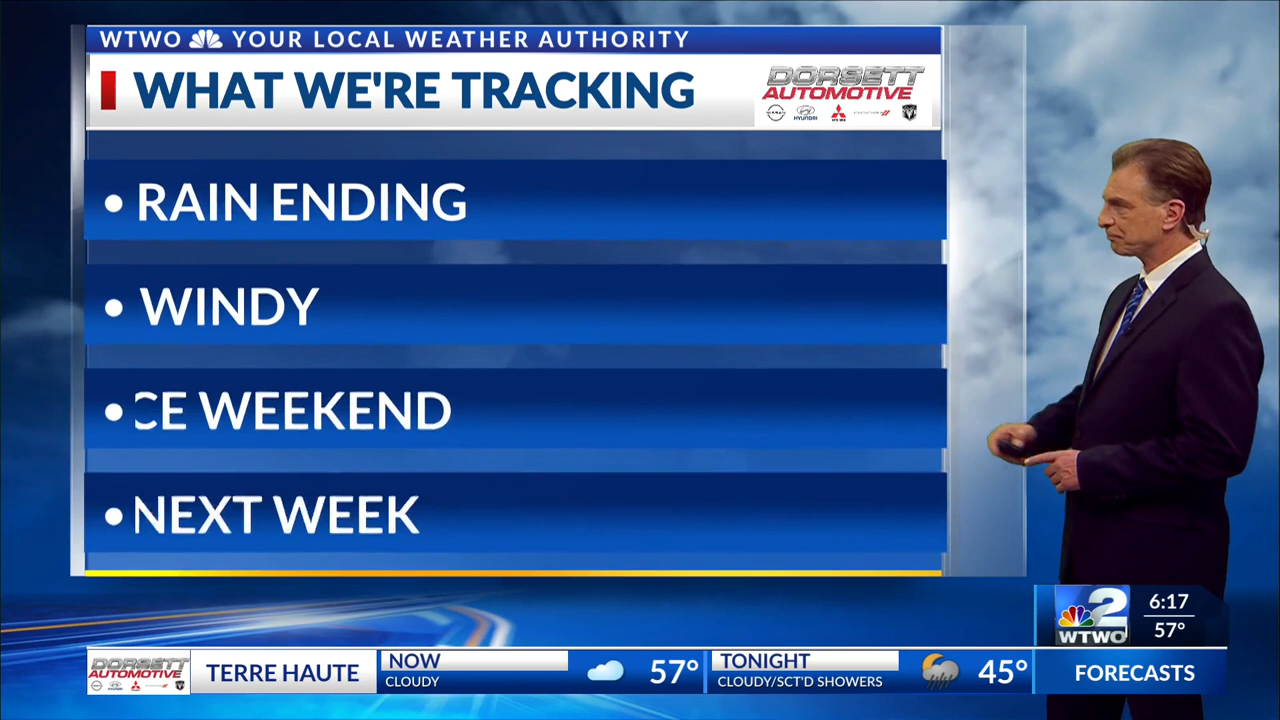 WTWO YOUR LOCAL WEATHER AUTHORITY
WHAT WE'RE TRACKING
DORSETT
AUTOMOTIVE
HYUNDAI
• RAIN ENDING
• WINDY
• CE WEEKEND
• NEXT WEEK
2
WTWO
6:17
57°
DORSETT
AUTOMOTIVE
TERRE HAUTE
NOW
CLOUDY
57°
TONIGHT
CLOUDY/SCT'D SHOWERS
45°
FORECASTS